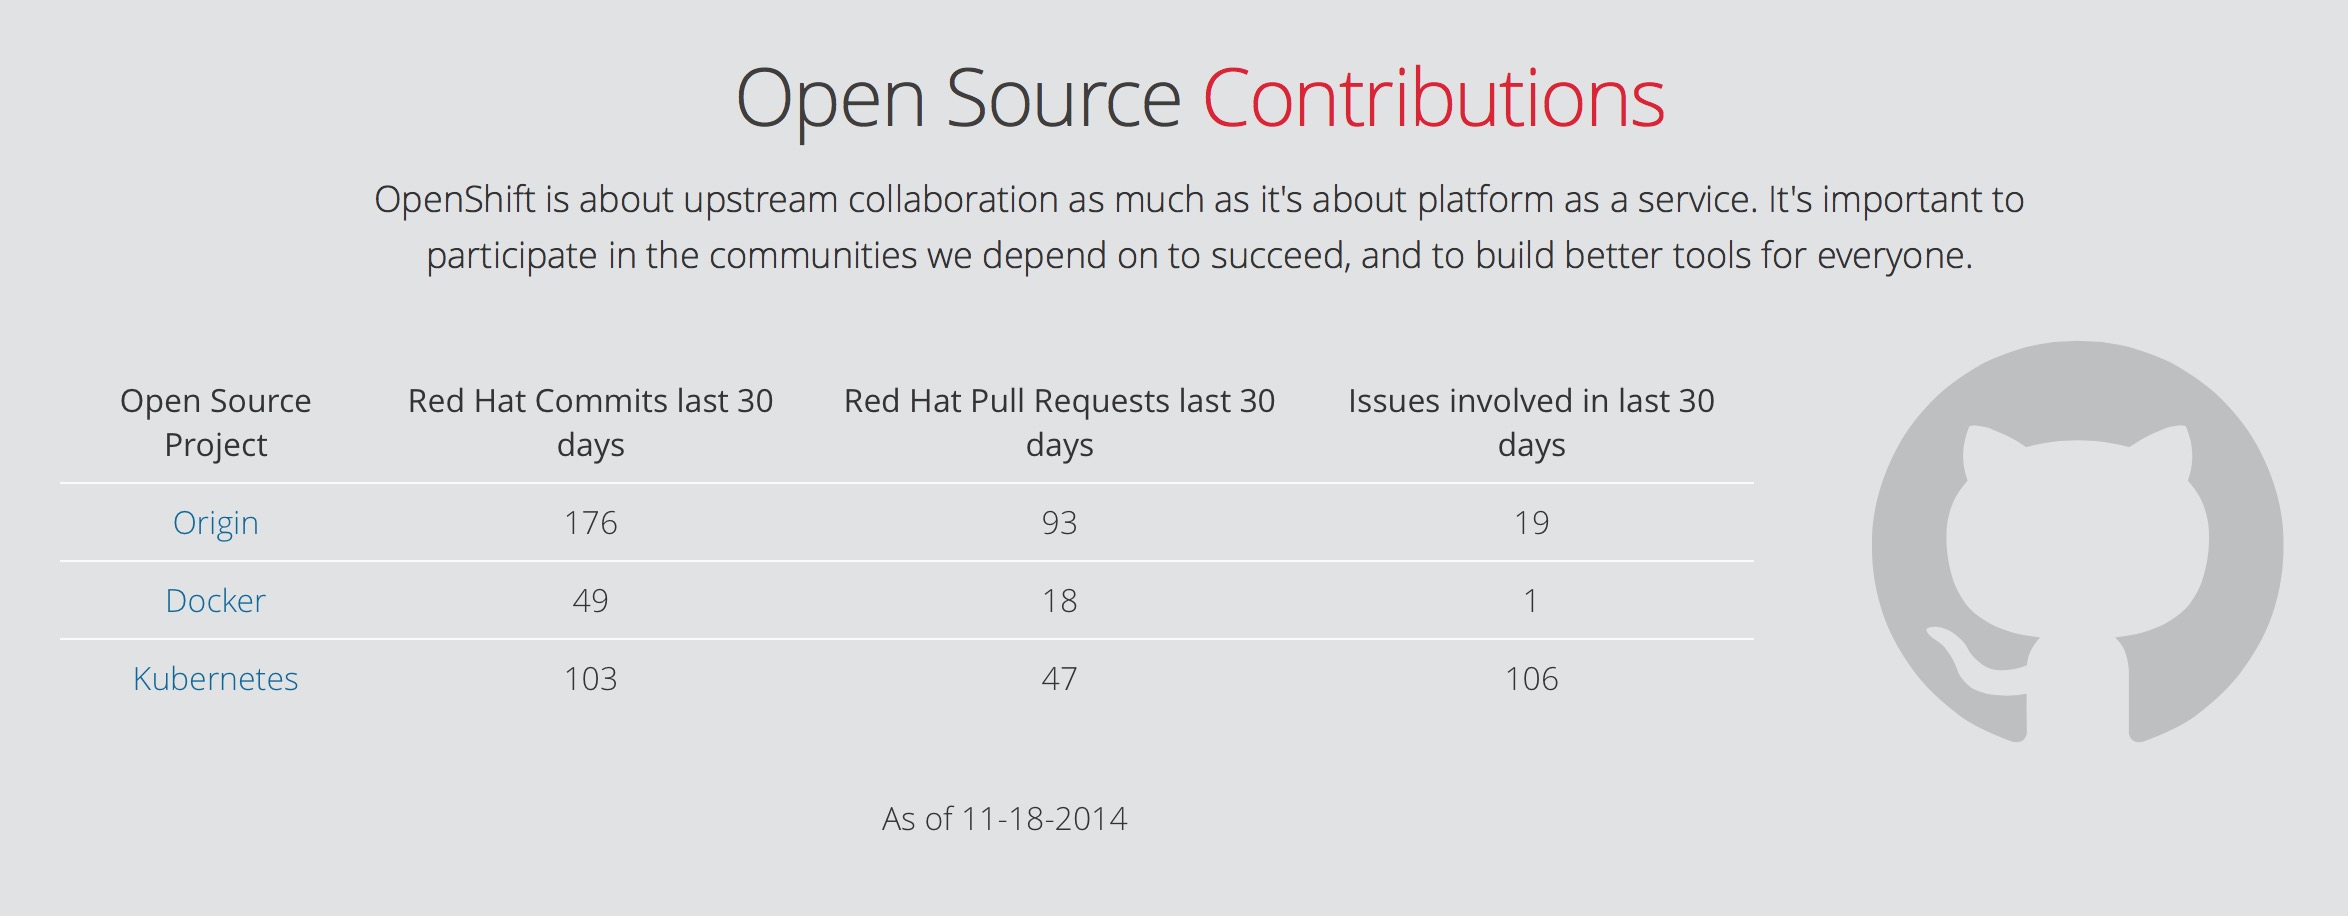 Open Source Contributions
OpenShift is about upstream collaboration as much as it's about platform as a service. It's important to
participate in the communities we depend on to succeed, and to build better tools for everyone.
Open Source Project Red Hat Commits last 30 days Red Hat Pull Requests last 30 days Issues involved in last 30 days
Origin 176 93 19
Docker 49 18 1
Kubernetes 103 47 106
As of 11-18-2014